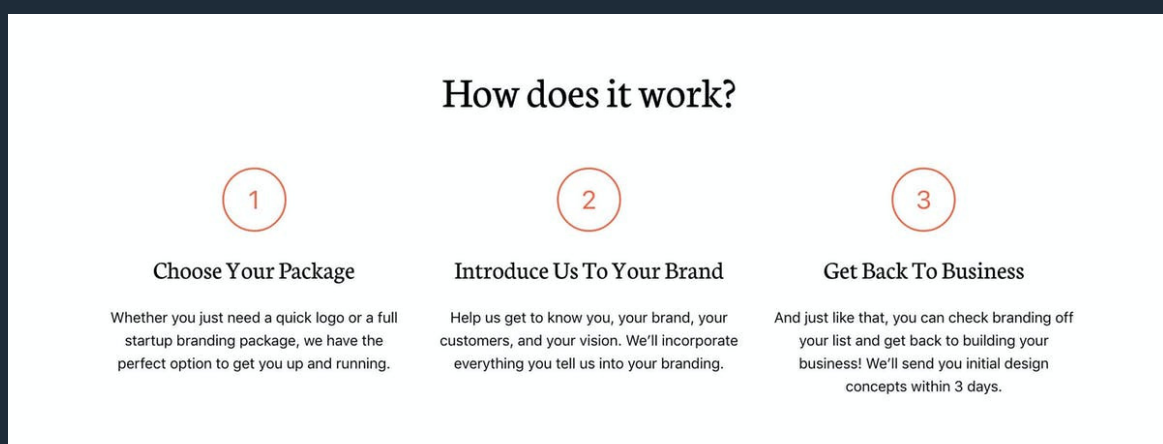 How does it work?
1
Choose Your Package
Whether you just need a quick logo or a full
startup branding package, we have the
perfect option to get you up and running.
2
Introduce Us To Your Brand
Help us get to know you, your brand, your
customers, and your vision. We’ll incorporate
everything you tell us into your branding.
3
Get Back To Business
And just like that, you can check branding off
your list and get back to building your
business! We’ll send you initial design
concepts within 3 days.